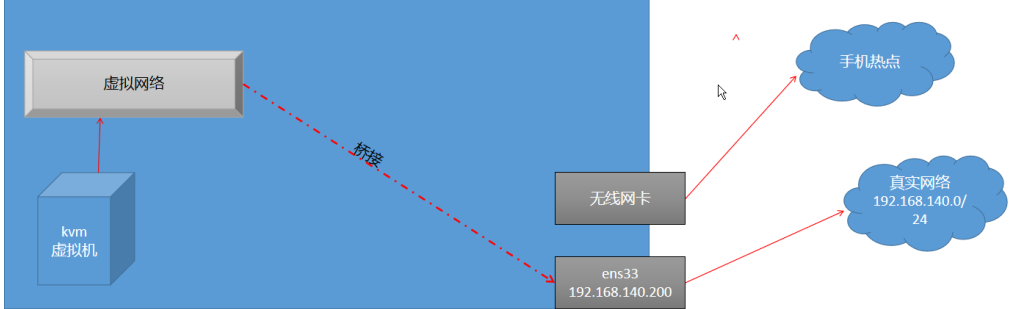 虚拟网络
手机热点
桥接
真实网络
192.168.140.0/
24
无线网卡
kvm
虚拟机
ens33
192.168.140.200